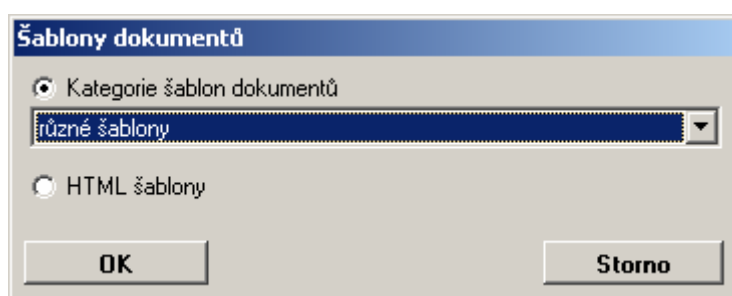 Šablony dokumentů
Kategorie šablon dokumentů
různé šablony
HTML šablony
OK
Storno